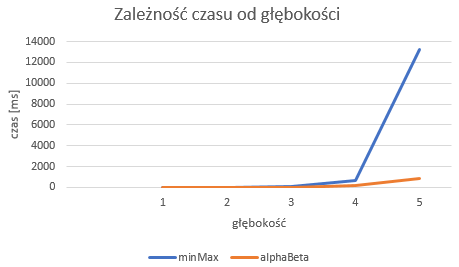 Zależność czasu od głębokości
14000
12000
10000
8000
6000
4000
2000
0
czas [ms]
1 2 3 4 5
głębokość
minMax alphaBeta